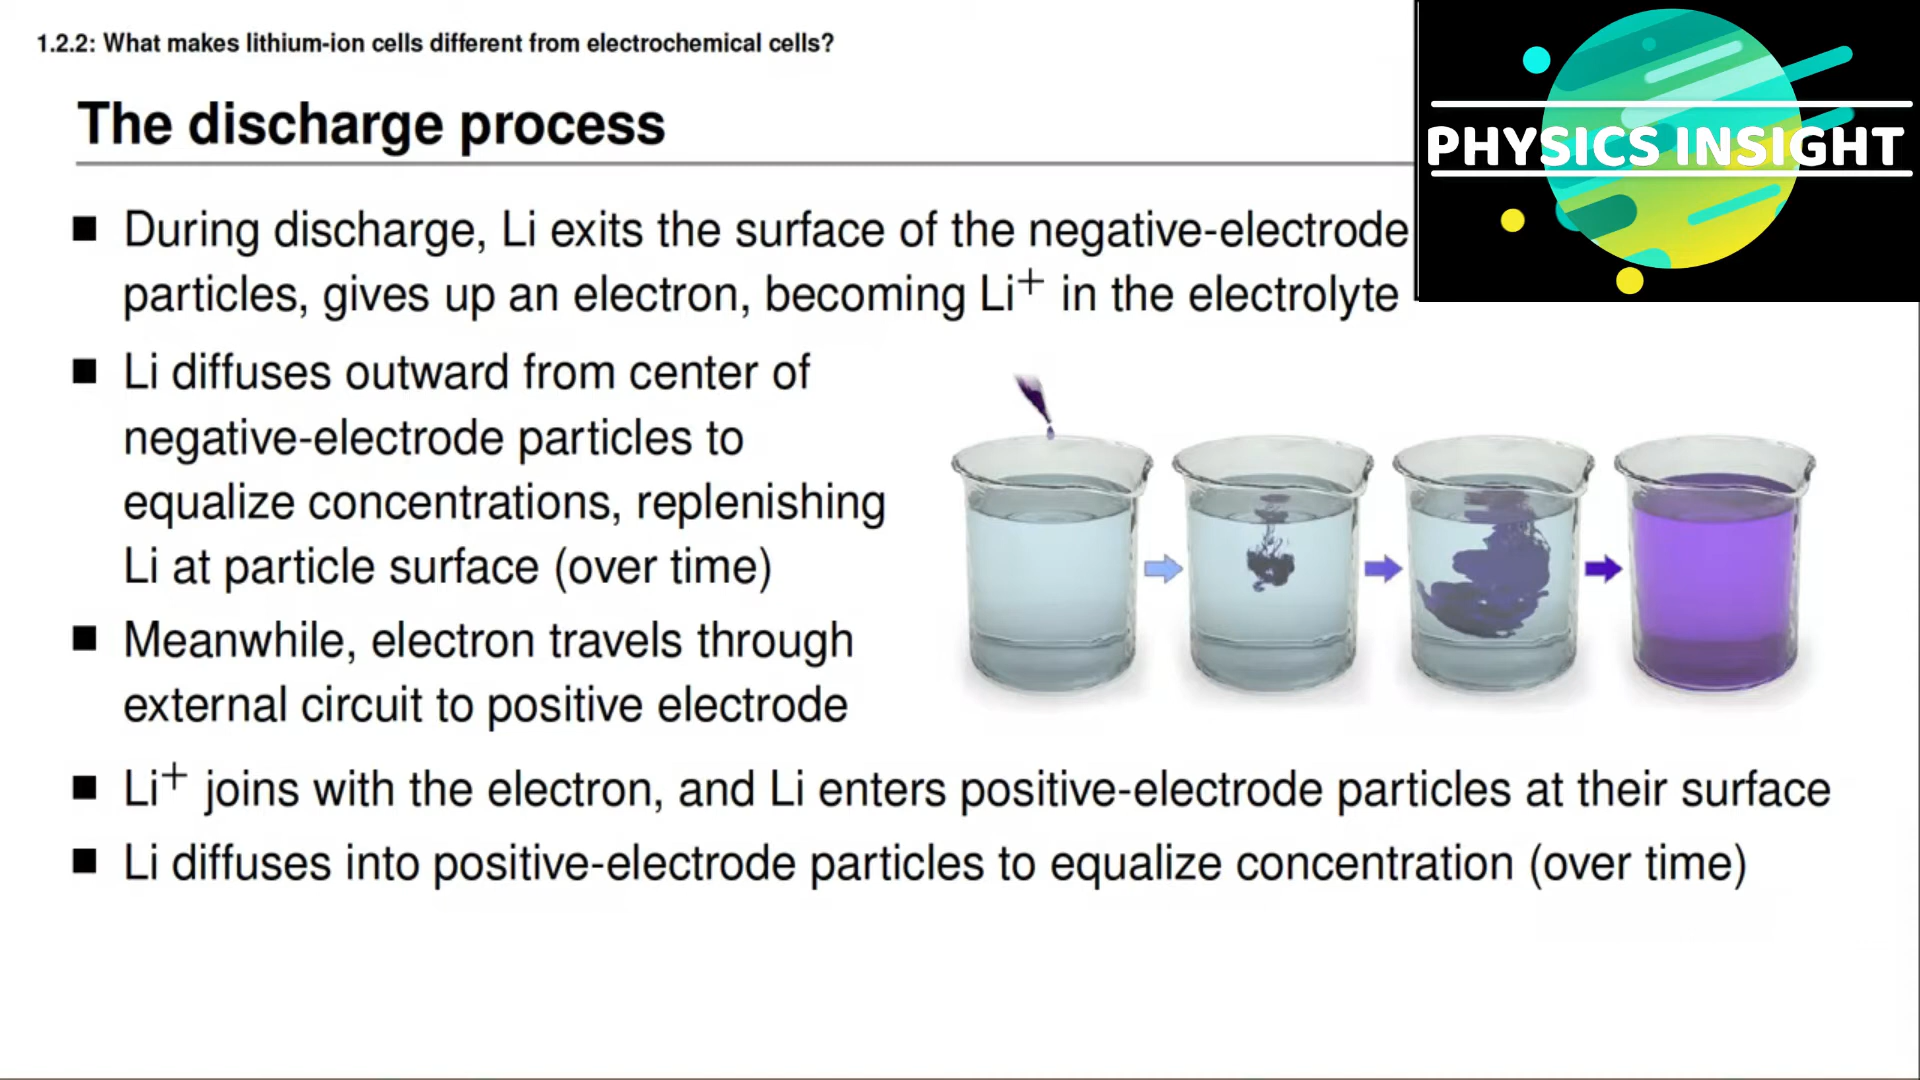 1.2.2: What makes lithium-ion cells different from electrochemical cells?
The discharge process
PHYSICS INSIGHT
■ During discharge, Li exits the surface of the negative-electrode
particles, gives up an electron, becoming Li⁺ in the electrolyte
■ Li diffuses outward from center of
negative-electrode particles to
equalize concentrations, replenishing
Li at particle surface (over time)
■ Meanwhile, electron travels through
external circuit to positive electrode
■ Li⁺ joins with the electron, and Li enters positive-electrode particles at their surface
■ Li diffuses into positive-electrode particles to equalize concentration (over time)